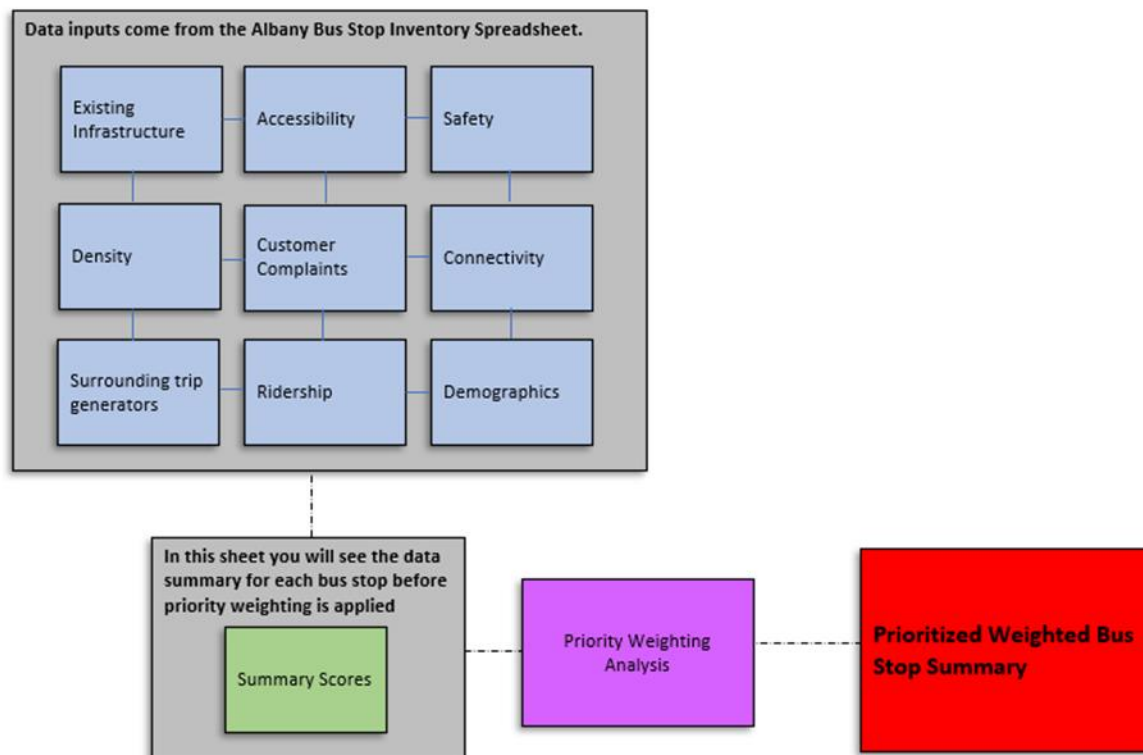 Data inputs come from the Albany Bus Stop Inventory Spreadsheet.
Existing
Infrastructure
Accessibility
Safety
Density
Customer
Complaints
Connectivity
Surrounding trip
generators
Ridership
Demographics
In this sheet you will see the data
summary for each bus stop before
priority weighting is applied
Summary Scores
Priority Weighting
Analysis
Prioritized Weighted Bus
Stop Summary